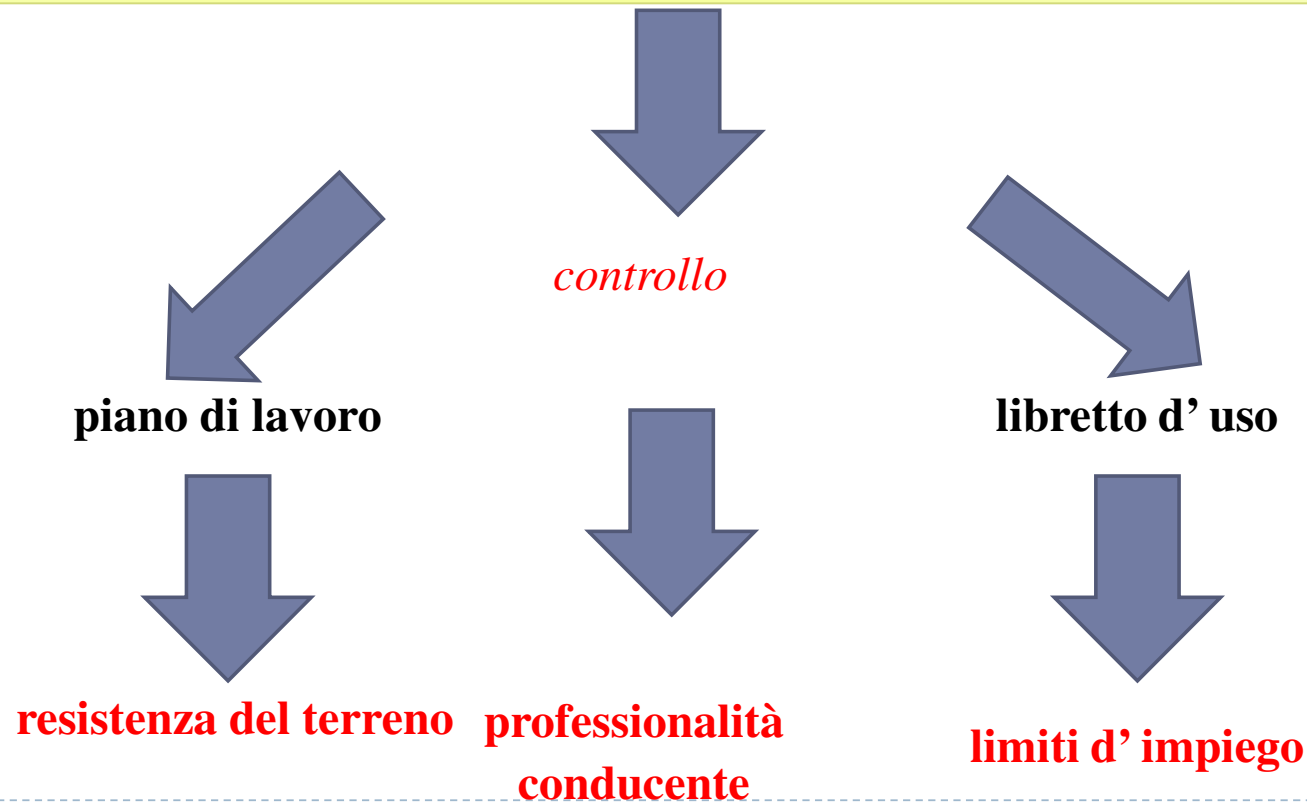 controllo
piano di lavoro
libretto d’ uso
resistenza del terreno
professionalità
conducente
limiti d’ impiego